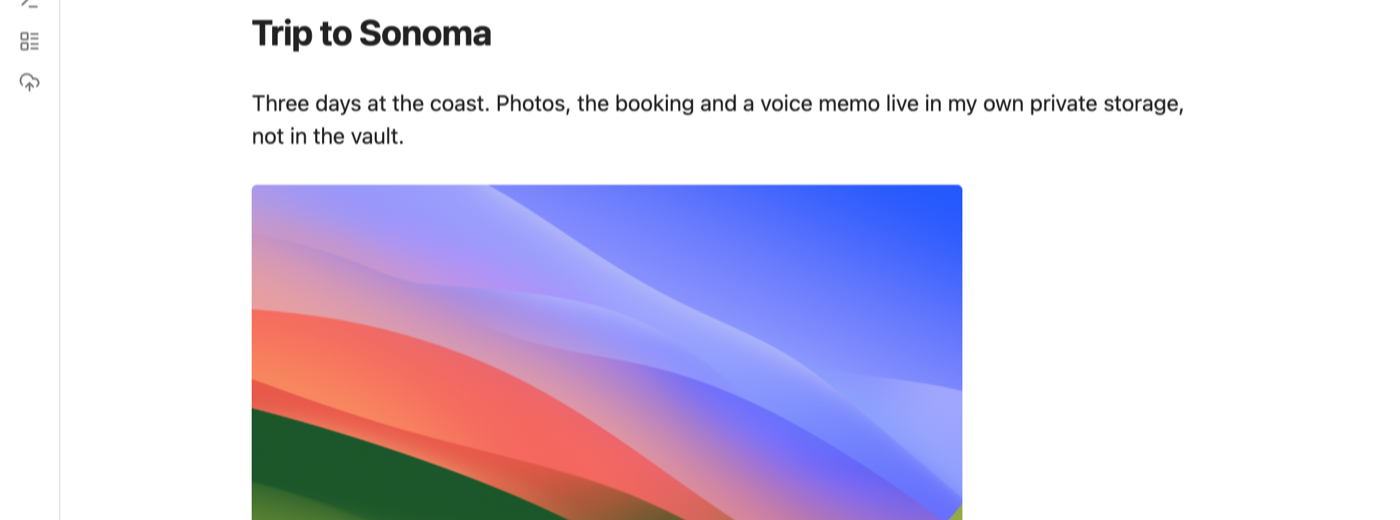 Trip to Sonoma
Three days at the coast. Photos, the booking and a voice memo live in my own private storage,
not in the vault.